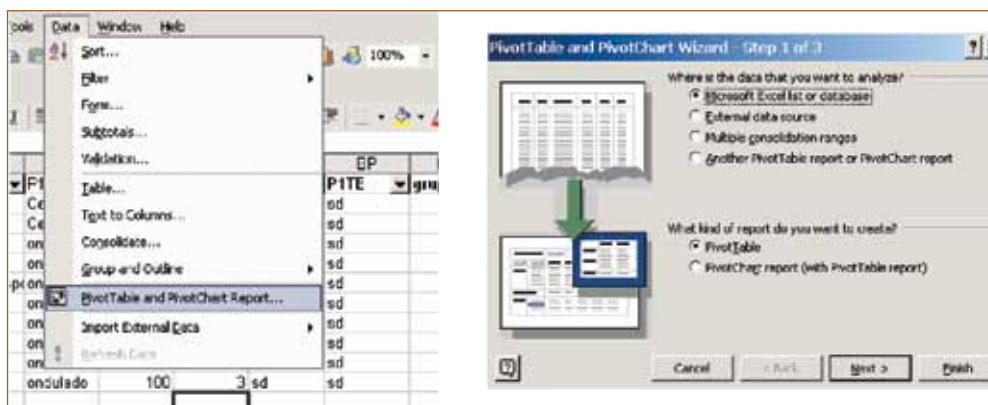 Data Window Help
100%
Sort...
Filter
Form...
Subtotals...
Validation...
Table...
Text to Columns...
Consolidate...
Group and Outline
PivotTable and PivotChart Report...
Import External Data
Refresh Data
P1TE
sd
sd
sd
sd
sd
sd
sd
sd
sd
ondulado 100 3 sd sd
PivotTable and PivotChart Wizard - Step 1 of 3
Where is the data that you want to analyze?
Microsoft Excel list or database
External data source
Multiple consolidation ranges
Another PivotTable report or PivotChart report
What kind of report do you want to create?
PivotTable
PivotChart report (with PivotTable report)
Cancel < Back Next > Finish